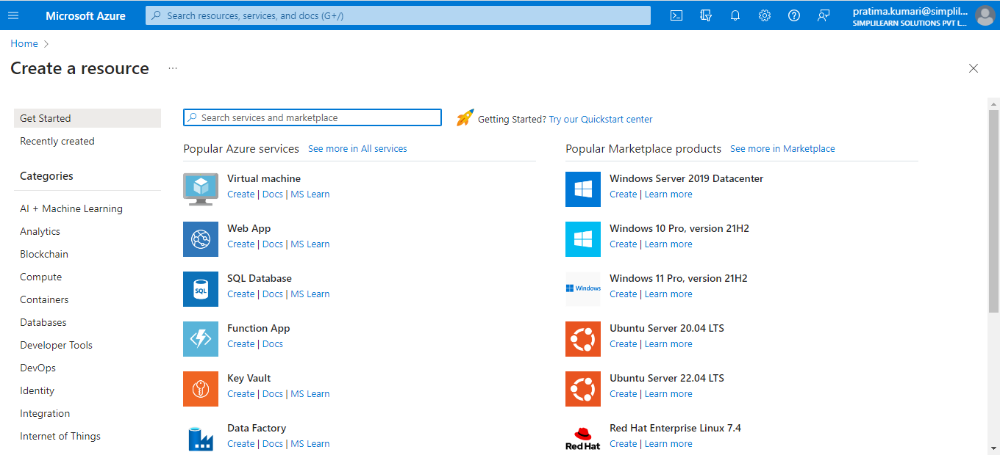 Microsoft Azure
Search resources, services, and docs (G+/)
pratima.kumari@simplil...
SIMPLILEARN SOLUTIONS PVT L...
Home >
Create a resource ...
Get Started
Recently created
Categories
AI + Machine Learning
Analytics
Blockchain
Compute
Containers
Databases
Developer Tools
DevOps
Identity
Integration
Internet of Things
Search services and marketplace
Getting Started? Try our Quickstart center
Popular Azure services See more in All services
Virtual machine
Create | Docs | MS Learn
Web App
Create | Docs | MS Learn
SQL
SQL Database
Create | Docs | MS Learn
Function App
Create | Docs
Key Vault
Create | Docs | MS Learn
Data Factory
Create | Docs | MS Learn
Popular Marketplace products See more in Marketplace
Windows Server 2019 Datacenter
Create | Learn more
Windows 10 Pro, version 21H2
Create | Learn more
Windows
Windows 11 Pro, version 21H2
Create | Learn more
Ubuntu Server 20.04 LTS
Create | Learn more
Ubuntu Server 22.04 LTS
Create | Learn more
Red Hat
Red Hat Enterprise Linux 7.4
Create | Learn more